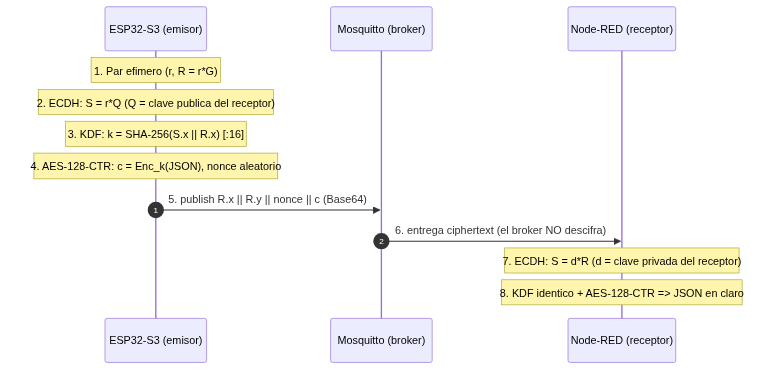 ESP32-S3 (emisor)
Mosquitto (broker)
Node-RED (receptor)
1. Par efimero (r, R = r*G)
2. ECDH: S = r*Q (Q = clave publica del receptor)
3. KDF: k = SHA-256(S.x || R.x) [:16]
4. AES-128-CTR: c = Enc_k(JSON), nonce aleatorio
5. publish R.x || R.y || nonce || c (Base64)
1
6. entrega ciphertext (el broker NO descifra)
2
7. ECDH: S = d*R (d = clave privada del receptor)
8. KDF identico + AES-128-CTR => JSON en claro
ESP32-S3 (emisor)
Mosquitto (broker)
Node-RED (receptor)